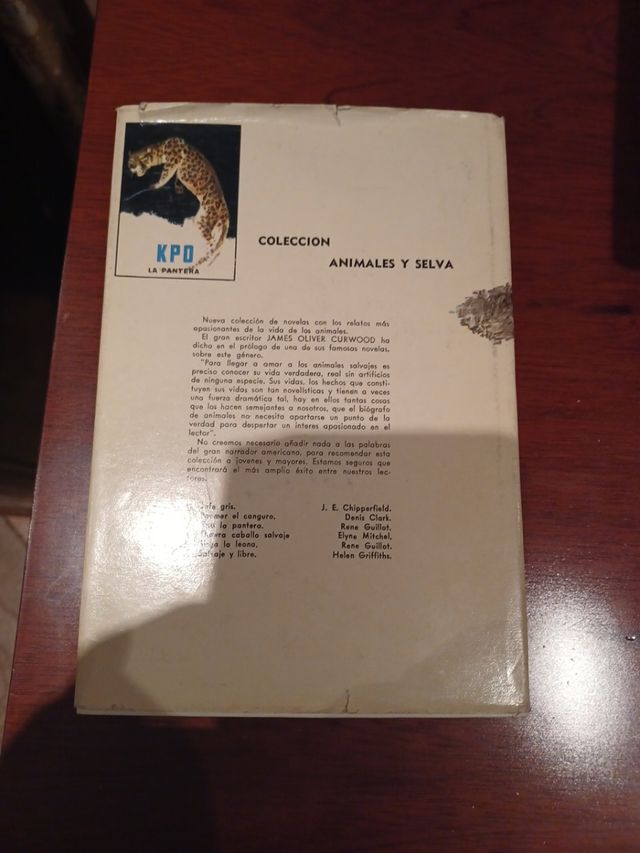 KPO
LA PANTERA
COLECCION
ANIMALES Y SELVA
Nueva colección de novelas con los relatos más
apasionantes de la vida de los animales.
El gran escritor JAMES OLIVER CURWOOD ha
dicho en el prólogo de una de sus famosas novelas,
sobre este género.
"Para llegar a amar a los animales salvajes es
preciso conocer su vida verdadera, real sin artificios
de ninguna especie. Sus vidas, los hechos que consti-
tuyen sus vidas son tan novelísticos y tienen a veces
una fuerza dramática tal, hay en ellos tantas cosas
que los hacen semejantes a nosotros, que el biógrafo
de animales no necesita apartarse un punto de la
verdad para despertar un interes apasionado en el
lector".
No creemos necesario añadir nada a las palabras
del gran narrador americano, para recomendar esta
colección a jovenes y mayores. Estamos seguros que
encontrará el más amplio éxito entre nuestros lec-
tores.
gris. J. E. Chipperfield.
el canguro. Denis Clark.
la pantera. Rene Guillot.
caballo salvaje Elyne Mitchel.
la leona. Rene Guillot.
Salvaje y libre. Helen Griffiths.